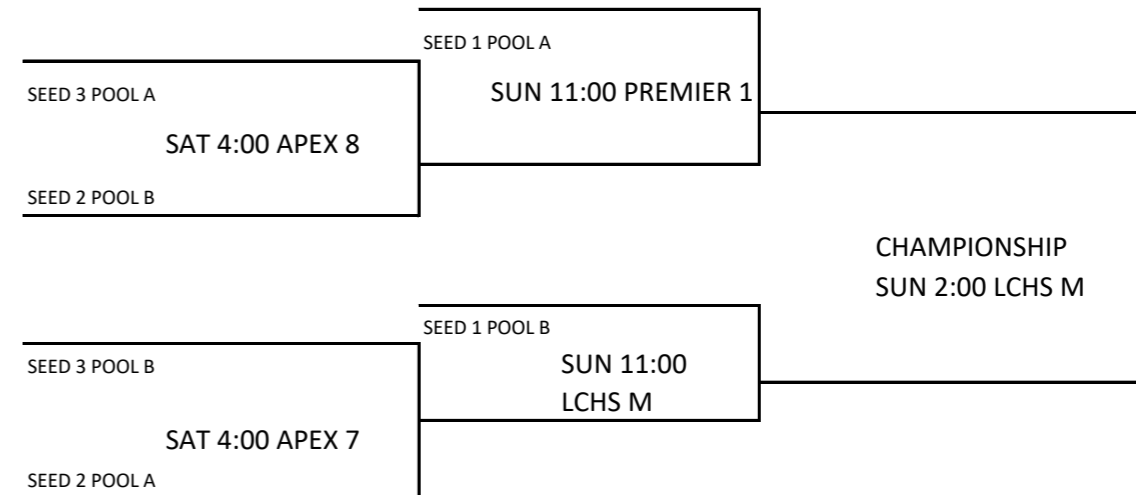 SEED 1 POOL A
SEED 3 POOL A
SUN 11:00 PREMIER 1
SAT 4:00 APEX 8
SEED 2 POOL B
CHAMPIONSHIP
SUN 2:00 LCHS M
SEED 1 POOL B
SEED 3 POOL B
SUN 11:00
LCHS M
SAT 4:00 APEX 7
SEED 2 POOL A